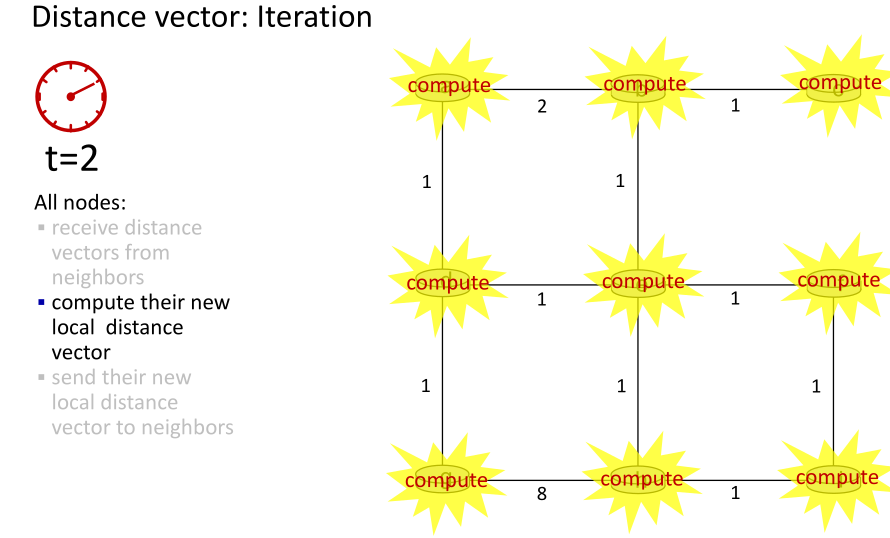 Distance vector: Iteration
compute
compute
compute
2
1
t=2
1
1
All nodes:
▪ receive distance
vectors from
neighbors
▪ compute their new
local distance
vector
▪ send their new
local distance
vector to neighbors
compute
compute
compute
1
1
1
1
1
compute
compute
compute
8
1